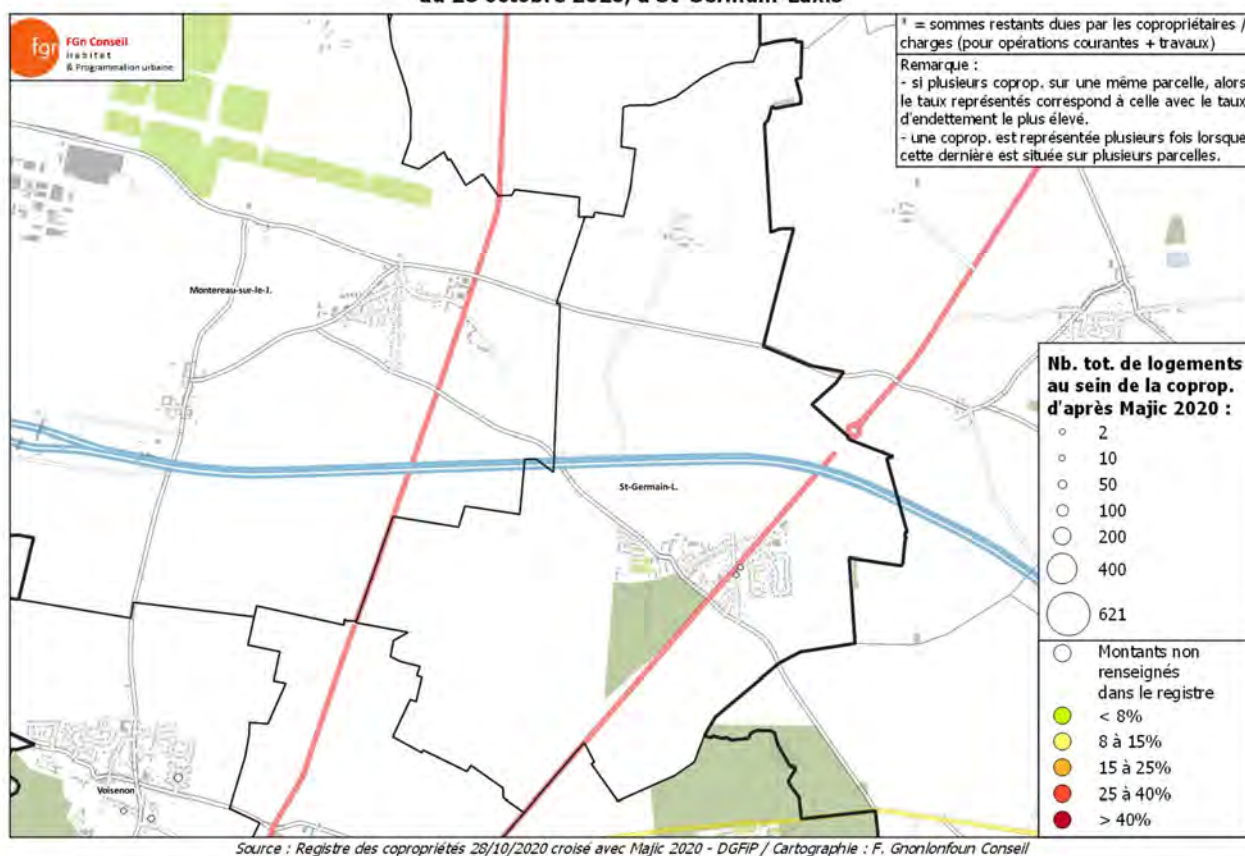 du 28 octobre 2020, à St-Germain-Laxis
fgn
FGn Conseil
Habitat
& Programmation urbaine
* = sommes restants dues par les copropriétaires /
charges (pour opérations courantes + travaux)
Remarque :
- si plusieurs coprop. sur une même parcelle, alors
le taux représentés correspond à celle avec le taux
d'endettement le plus élevé.
- une coprop. est représentée plusieurs fois lorsque
cette dernière est située sur plusieurs parcelles.
Montereau-sur-le-J.
St-Germain-L.
Voisenon
Nb. tot. de logements
au sein de la coprop.
d'après Majic 2020 :
2
10
50
100
200
400
621
Montants non
renseignés
dans le registre
< 8%
8 à 15%
15 à 25%
25 à 40%
> 40%
Source : Registre des copropriétés 28/10/2020 croisé avec Majic 2020 - DGFiP / Cartographie : F. Gnonlonfoun Conseil